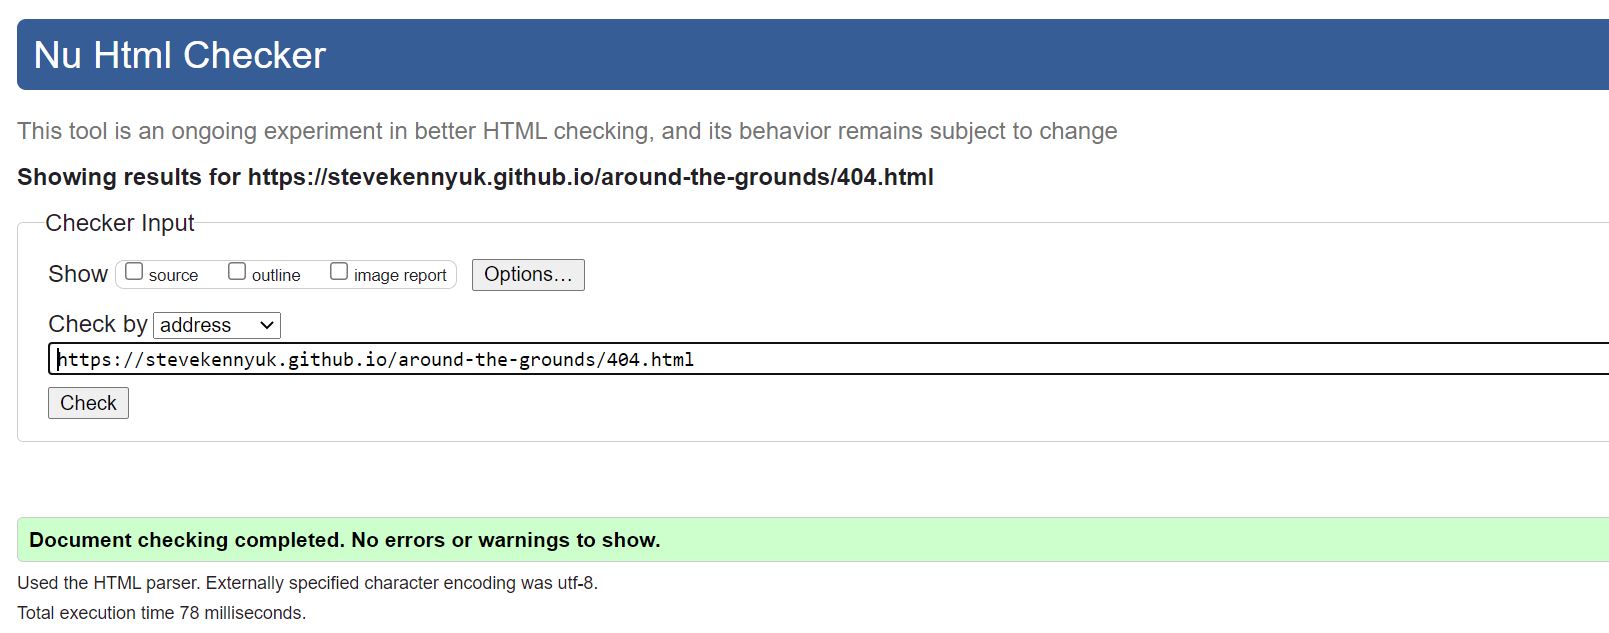 Nu Html Checker
This tool is an ongoing experiment in better HTML checking, and its behavior remains subject to change
Showing results for https://stevekennyuk.github.io/around-the-grounds/404.html
Checker Input
Show source outline image report Options...
Check by address
https://stevekennyuk.github.io/around-the-grounds/404.html
Check
Document checking completed. No errors or warnings to show.
Used the HTML parser. Externally specified character encoding was utf-8.
Total execution time 78 milliseconds.